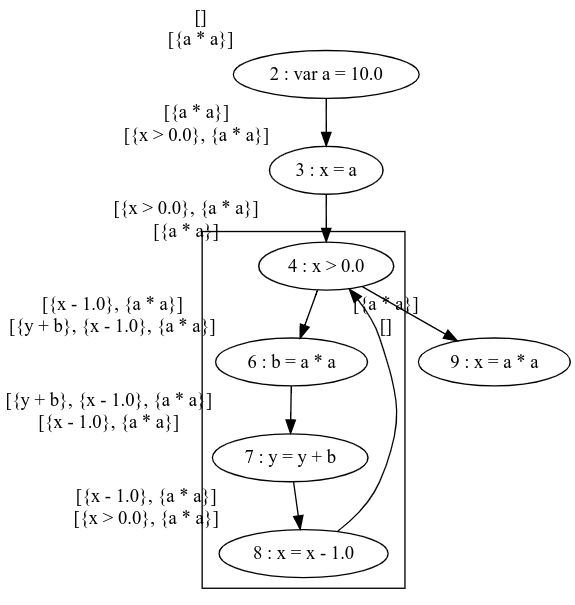 []
[{a * a}]
2 : var a = 10.0
[{a * a}]
[{x > 0.0}, {a * a}]
3 : x = a
[{x > 0.0}, {a * a}]
[{a * a}]
4 : x > 0.0
[{x - 1.0}, {a * a}]
[{y + b}, {x - 1.0}, {a * a}]
6 : b = a * a
[{a * a}]
[]
9 : x = a * a
[{y + b}, {x - 1.0}, {a * a}]
[{x - 1.0}, {a * a}]
7 : y = y + b
[{x - 1.0}, {a * a}]
[{x > 0.0}, {a * a}]
8 : x = x - 1.0